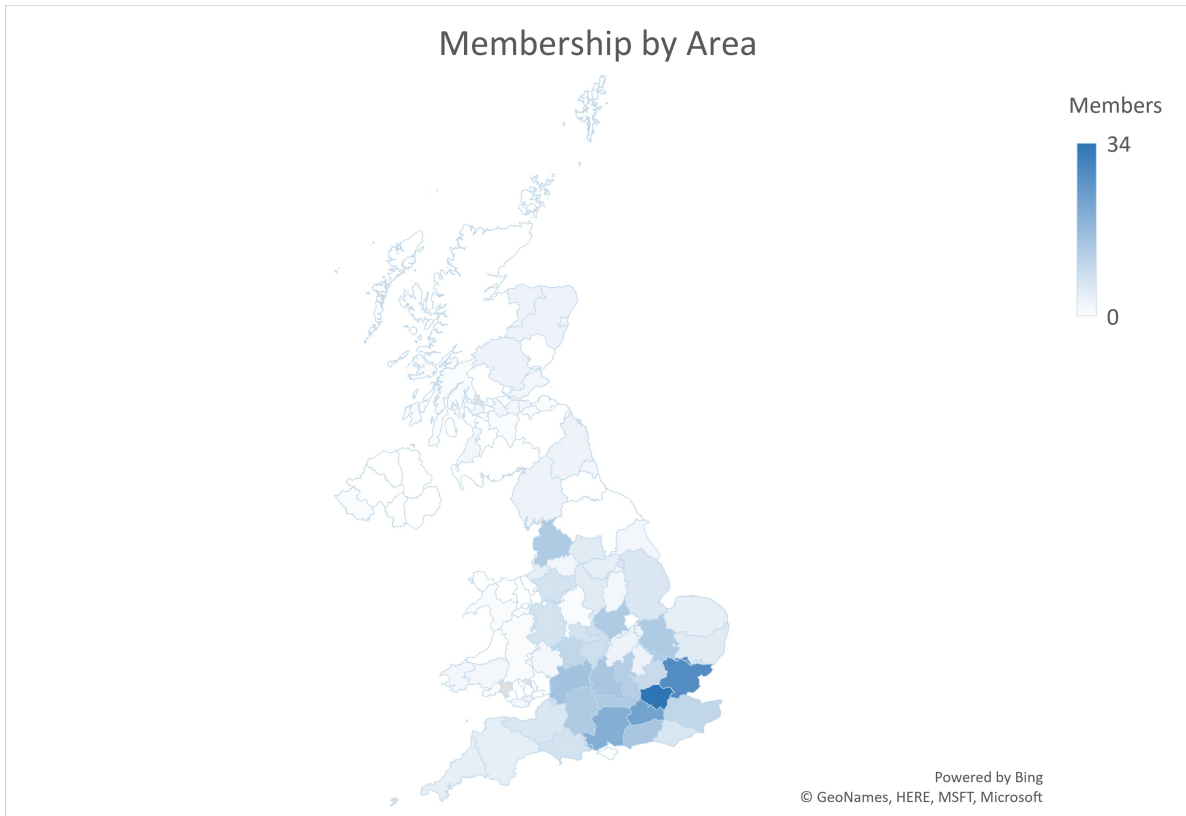 Membership by Area
Members
34
0
Powered by Bing
© GeoNames, HERE, MSFT, Microsoft